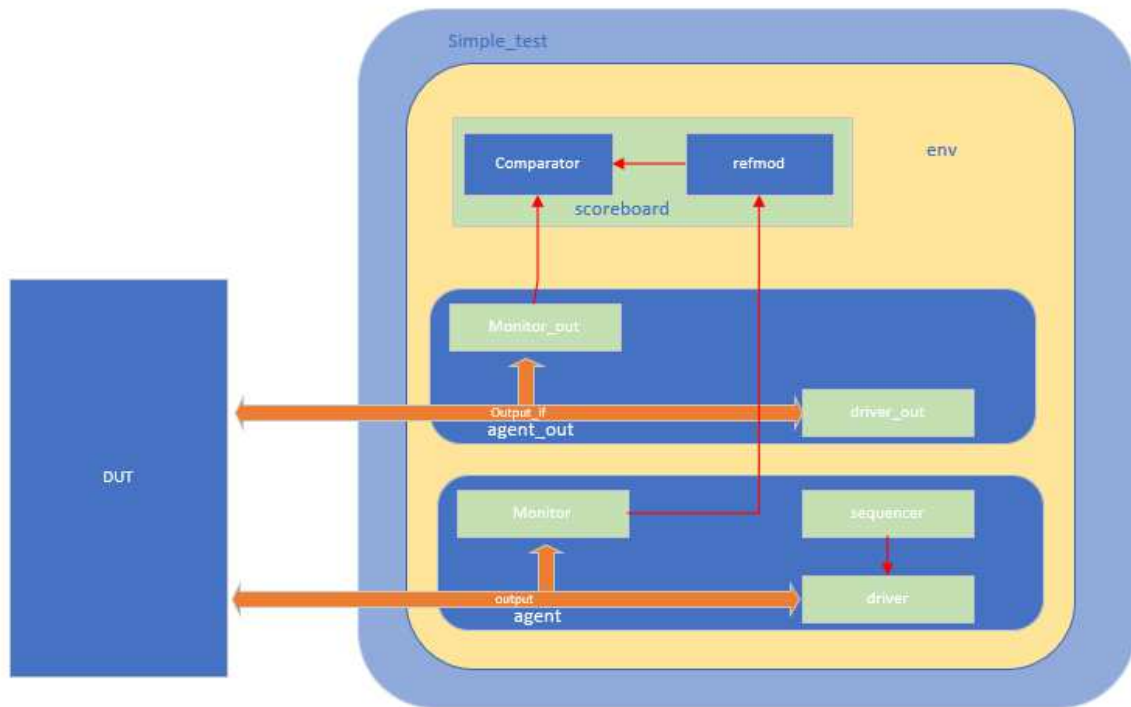 Simple_test
env
Comparator
refmod
scoreboard
Monitor_out
Output_if
driver_out
agent_out
DUT
Monitor
sequencer
output
driver
agent